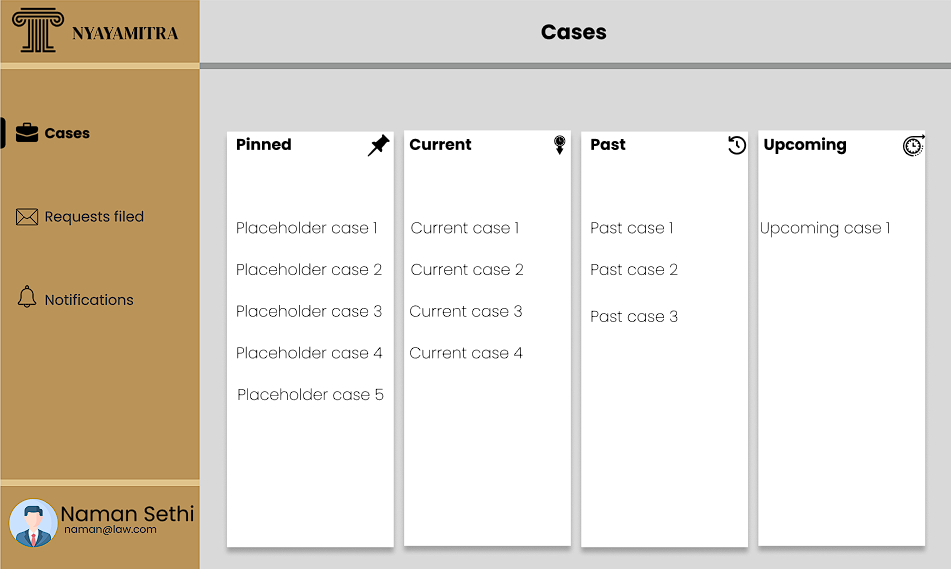 NYAYAMITRA
Cases
Cases
Requests filed
Notifications
Naman Sethi
naman@law.com
Pinned
Placeholder case 1
Placeholder case 2
Placeholder case 3
Placeholder case 4
Placeholder case 5
Current
Current case 1
Current case 2
Current case 3
Current case 4
Past
Past case 1
Past case 2
Past case 3
Upcoming
Upcoming case 1